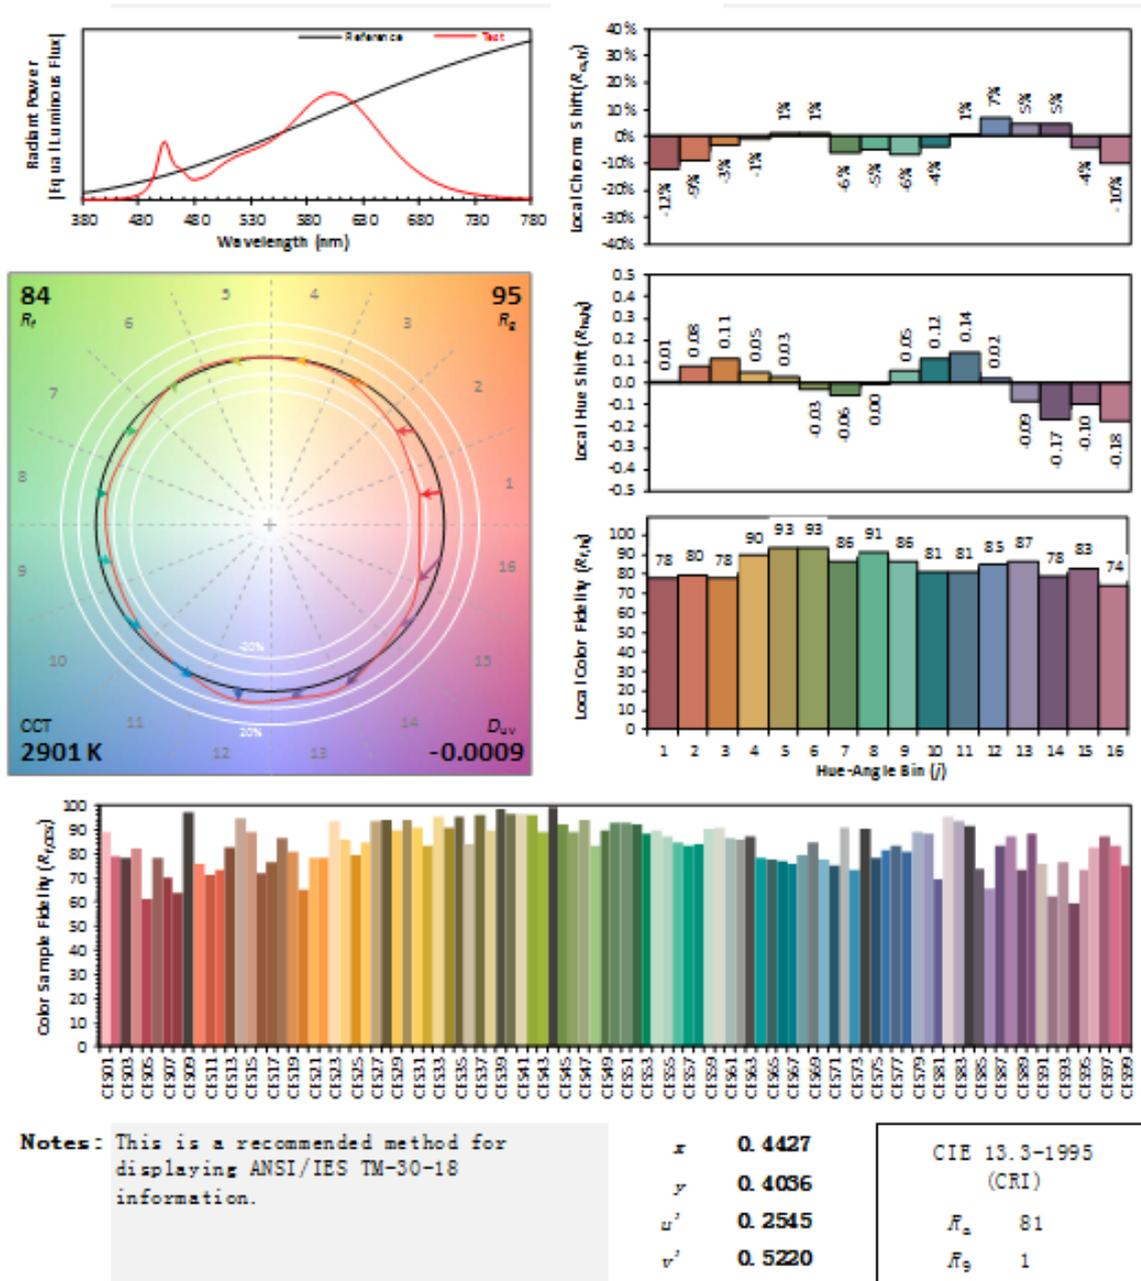 Radiant Power
(Equal Luminous Flux)
Reference
Test
380 430 480 530 580 630 680 730 780
Wavelength (nm)
Local Chroma Shift (Rcs,hj)
40%
30%
20%
10%
0%
-10%
-20%
-30%
-40%
-12% -9% -3% -1% 1% 1% -6% -5% -6% -4% 1% 7% 5% 5% -4% -10%
84
Rf
95
Rg
1 2 3 4 5 6 7 8 9 10 11 12 13 14 15 16
-20%
20%
CCT
2901 K
Duv
-0.0009
Local Hue Shift (Rhs,hj)
0.5
0.4
0.3
0.2
0.1
0.0
-0.1
-0.2
-0.3
-0.4
-0.5
0.01 0.08 0.11 0.05 0.03 -0.03 -0.06 0.00 0.05 0.12 0.14 0.02 -0.09 -0.17 -0.10 -0.18
Local Color Fidelity (Rf,hj)
100
90
80
70
60
50
40
30
20
10
0
78 80 78 90 93 93 86 91 86 81 81 85 87 78 83 74
1 2 3 4 5 6 7 8 9 10 11 12 13 14 15 16
Hue-Angle Bin (j)
Color Sample Fidelity (Rf,CESi)
100
90
80
70
60
50
40
30
20
10
0
CES01 CES03 CES05 CES07 CES09 CES11 CES13 CES15 CES17 CES19 CES21 CES23 CES25 CES27 CES29 CES31 CES33 CES35 CES37 CES39 CES41 CES43 CES45 CES47 CES49 CES51 CES53 CES55 CES57 CES59 CES61 CES63 CES65 CES67 CES69 CES71 CES73 CES75 CES77 CES79 CES81 CES83 CES85 CES87 CES89 CES91 CES93 CES95 CES97 CES99
Notes: This is a recommended method for
displaying ANSI/IES TM-30-18
information.
x 0.4427
y 0.4036
u' 0.2545
v' 0.5220
CIE 13.3-1995
(CRI)
Ra 81
R9 1